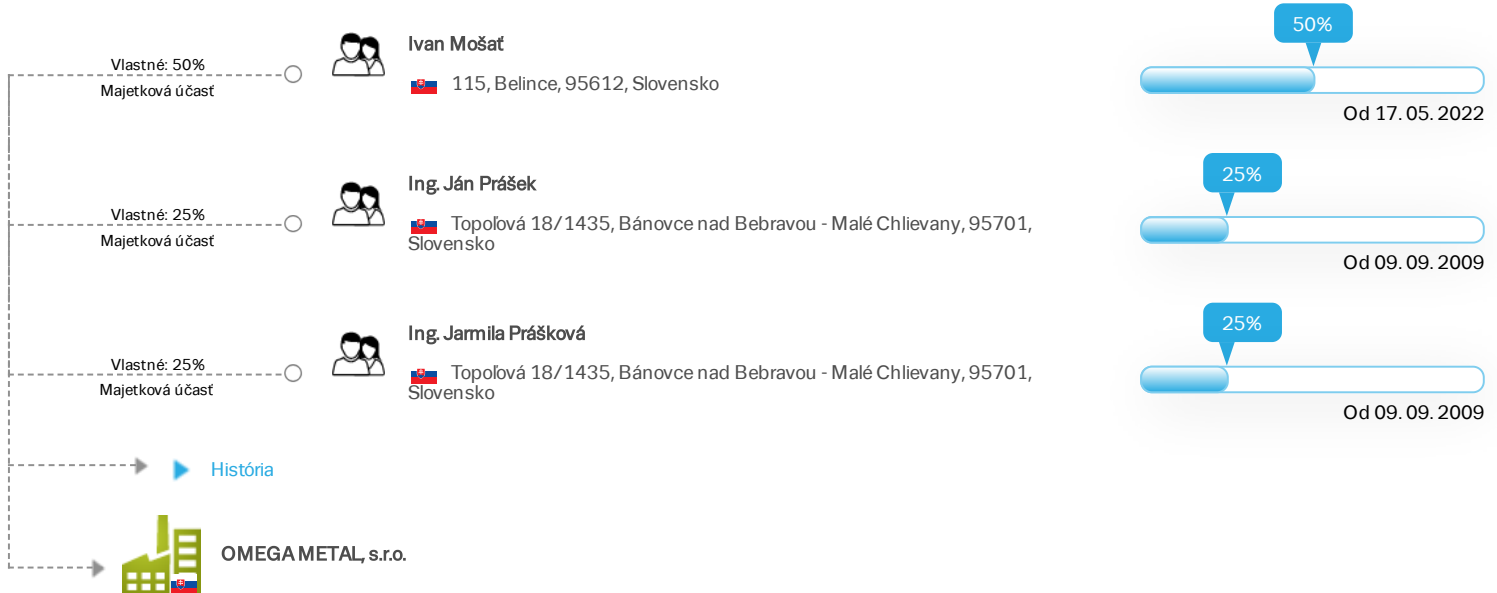 Vlastné: 50%
Majetková účasť
Ivan Mošať
115, Belince, 95612, Slovensko
50%
Od 17. 05. 2022
Vlastné: 25%
Majetková účasť
Ing. Ján Prášek
Topoľová 18/1435, Bánovce nad Bebravou - Malé Chlievany, 95701,
Slovensko
25%
Od 09. 09. 2009
Vlastné: 25%
Majetková účasť
Ing. Jarmila Prášková
Topoľová 18/1435, Bánovce nad Bebravou - Malé Chlievany, 95701,
Slovensko
25%
Od 09. 09. 2009
História
OMEGA METAL, s.r.o.